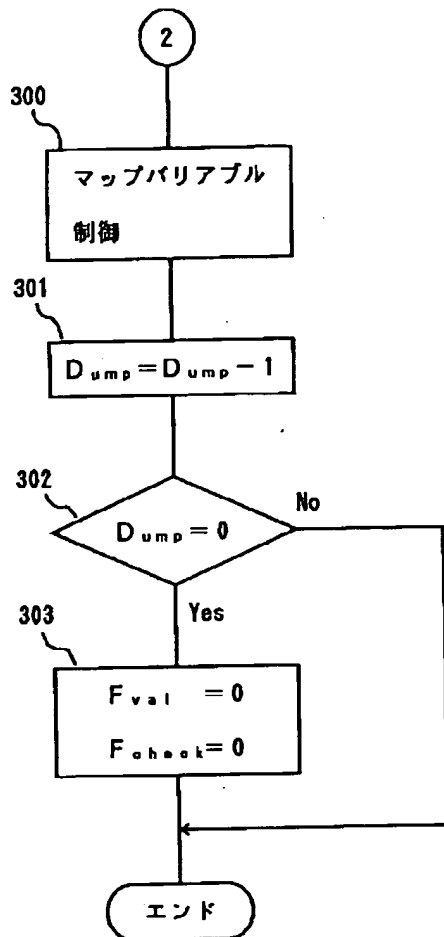 2
300
マップバリアブル
制御
301
Dump=Dump-1
302
Dump=0
No
Yes
303
Fval =0
Fcheck=0
エンド